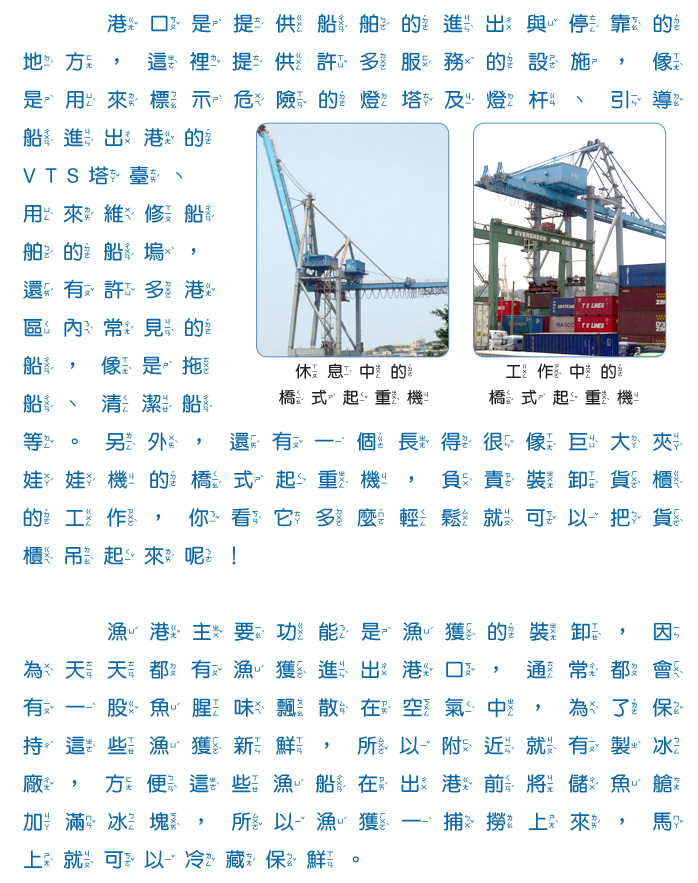 港口是提供船舶的進出與停靠的
地方，這裡提供許多服務的設施，像
是用來標示危險的燈塔及燈杆、引導
船進出港的
VTS塔臺、
用來維修船
舶的船塢，
還有許多港
區內常見的
船，像是拖
船、清潔船
休息中的
橋式起重機
工作中的
橋式起重機
等。另外，還有一個長得很像巨大夾
娃娃機的橋式起重機，負責裝卸貨櫃
的工作，你看它多麼輕鬆就可以把貨
櫃吊起來呢！
漁港主要功能是漁獲的裝卸，因
為天天都有漁獲進出港口，通常都會
有一股魚腥味飄散在空氣中，為了保
持這些漁獲新鮮，所以附近就有製冰
廠，方便這些漁船在出港前將儲魚艙
加滿冰塊，所以漁獲一捕撈上來，馬
上就可以冷藏保鮮。